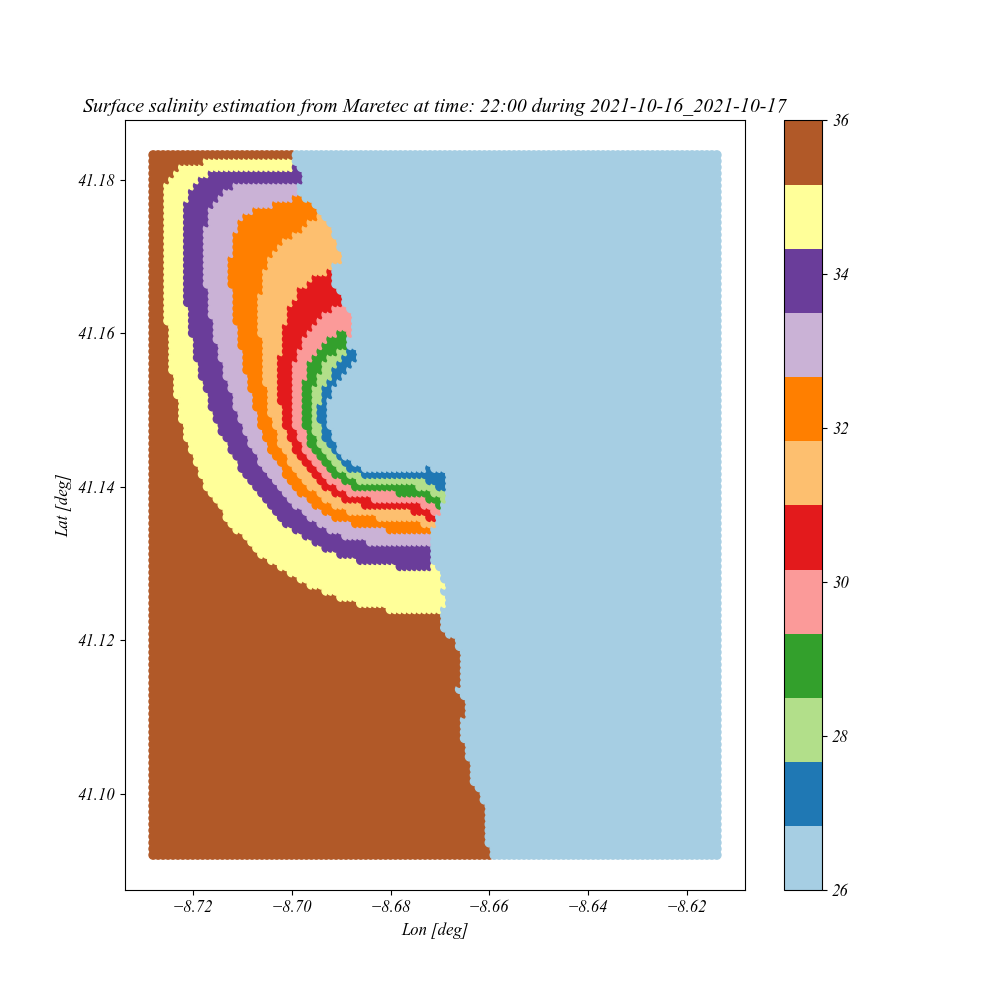 Surface salinity estimation from Maretec at time: 22:00 during 2021-10-16_2021-10-17
36
41.18
34
41.16
32
Lat [deg]
41.14
30
41.12
28
41.10
26
−8.72 −8.70 −8.68 −8.66 −8.64 −8.62
Lon [deg]